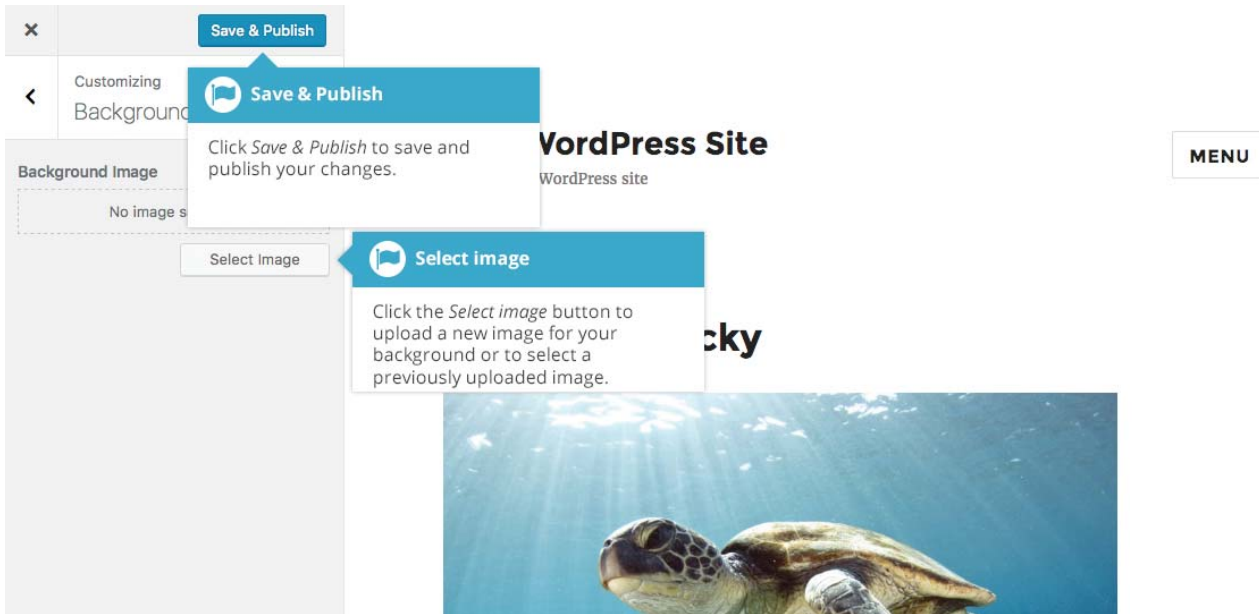 Save & Publish
Customizing
Background
Save & Publish
Click Save & Publish to save and
publish your changes.
WordPress Site
WordPress site
MENU
Background Image
No image s
Select Image
Select image
Click the Select image button to
upload a new image for your
background or to select a
previously uploaded image.
cky